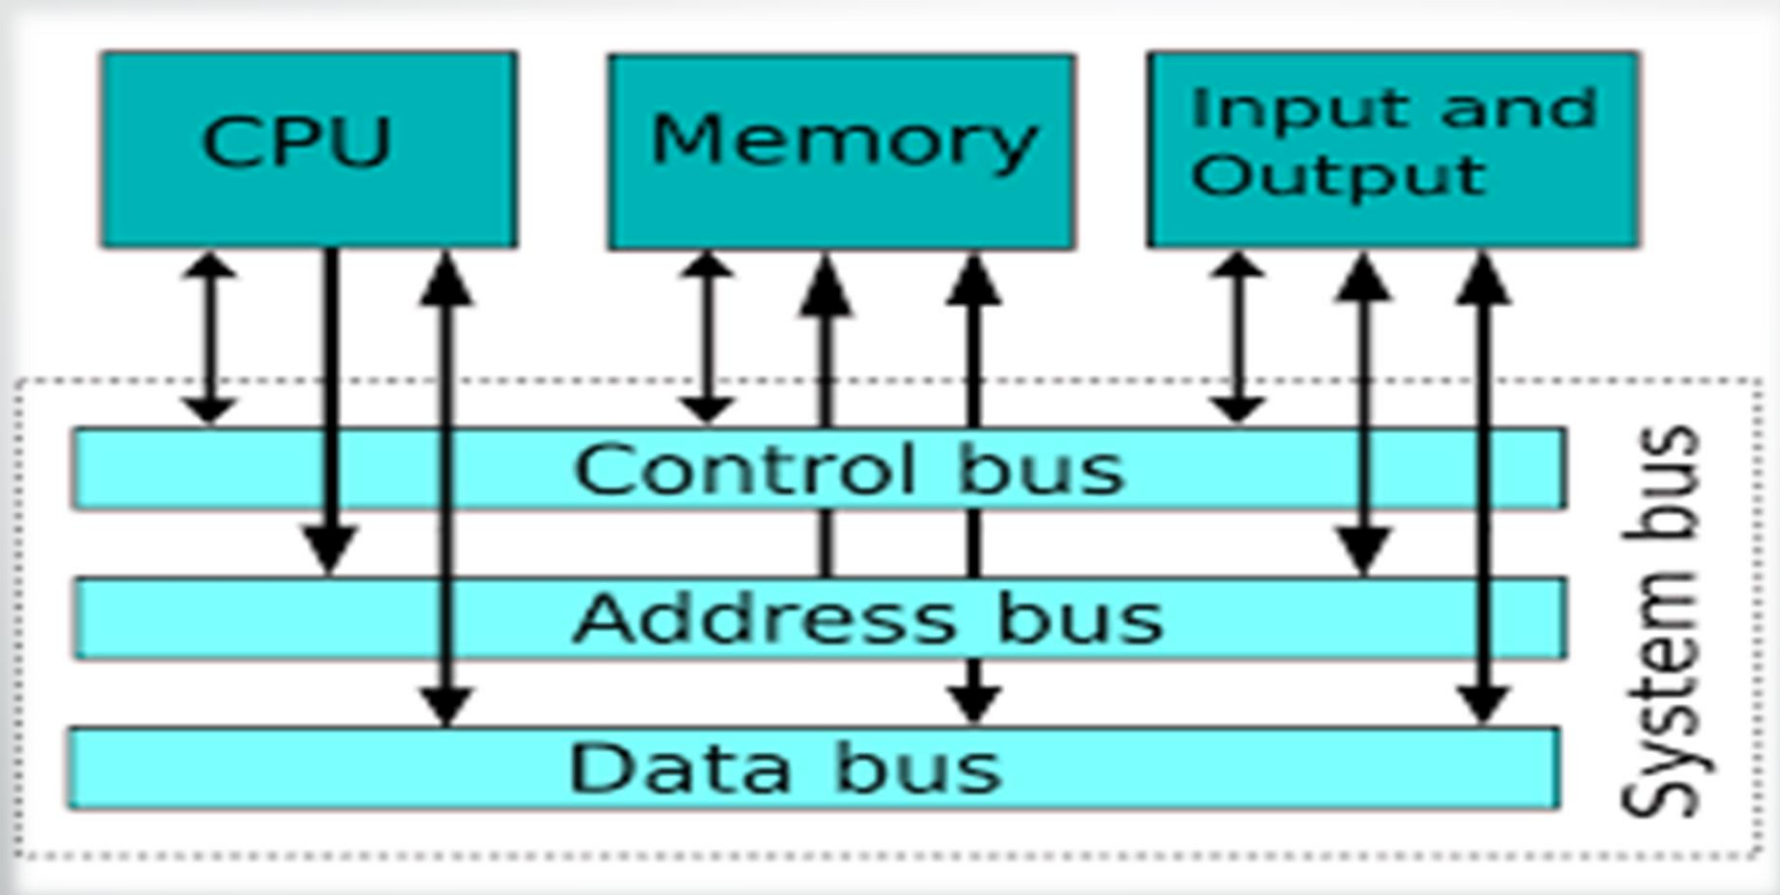 CPU
Memory
Input and
Output
Control bus
Address bus
Data bus
System bus